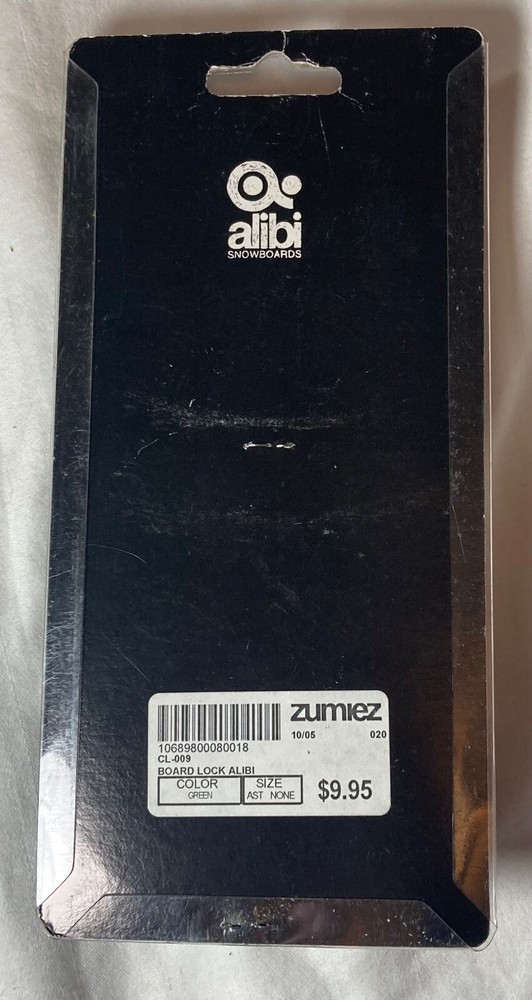 alibi
SNOWBOARDS
zumiez
10/05 020
10689800080018
CL-009
BOARD LOCK ALIBI
COLOR SIZE
GREEN AST NONE
$9.95